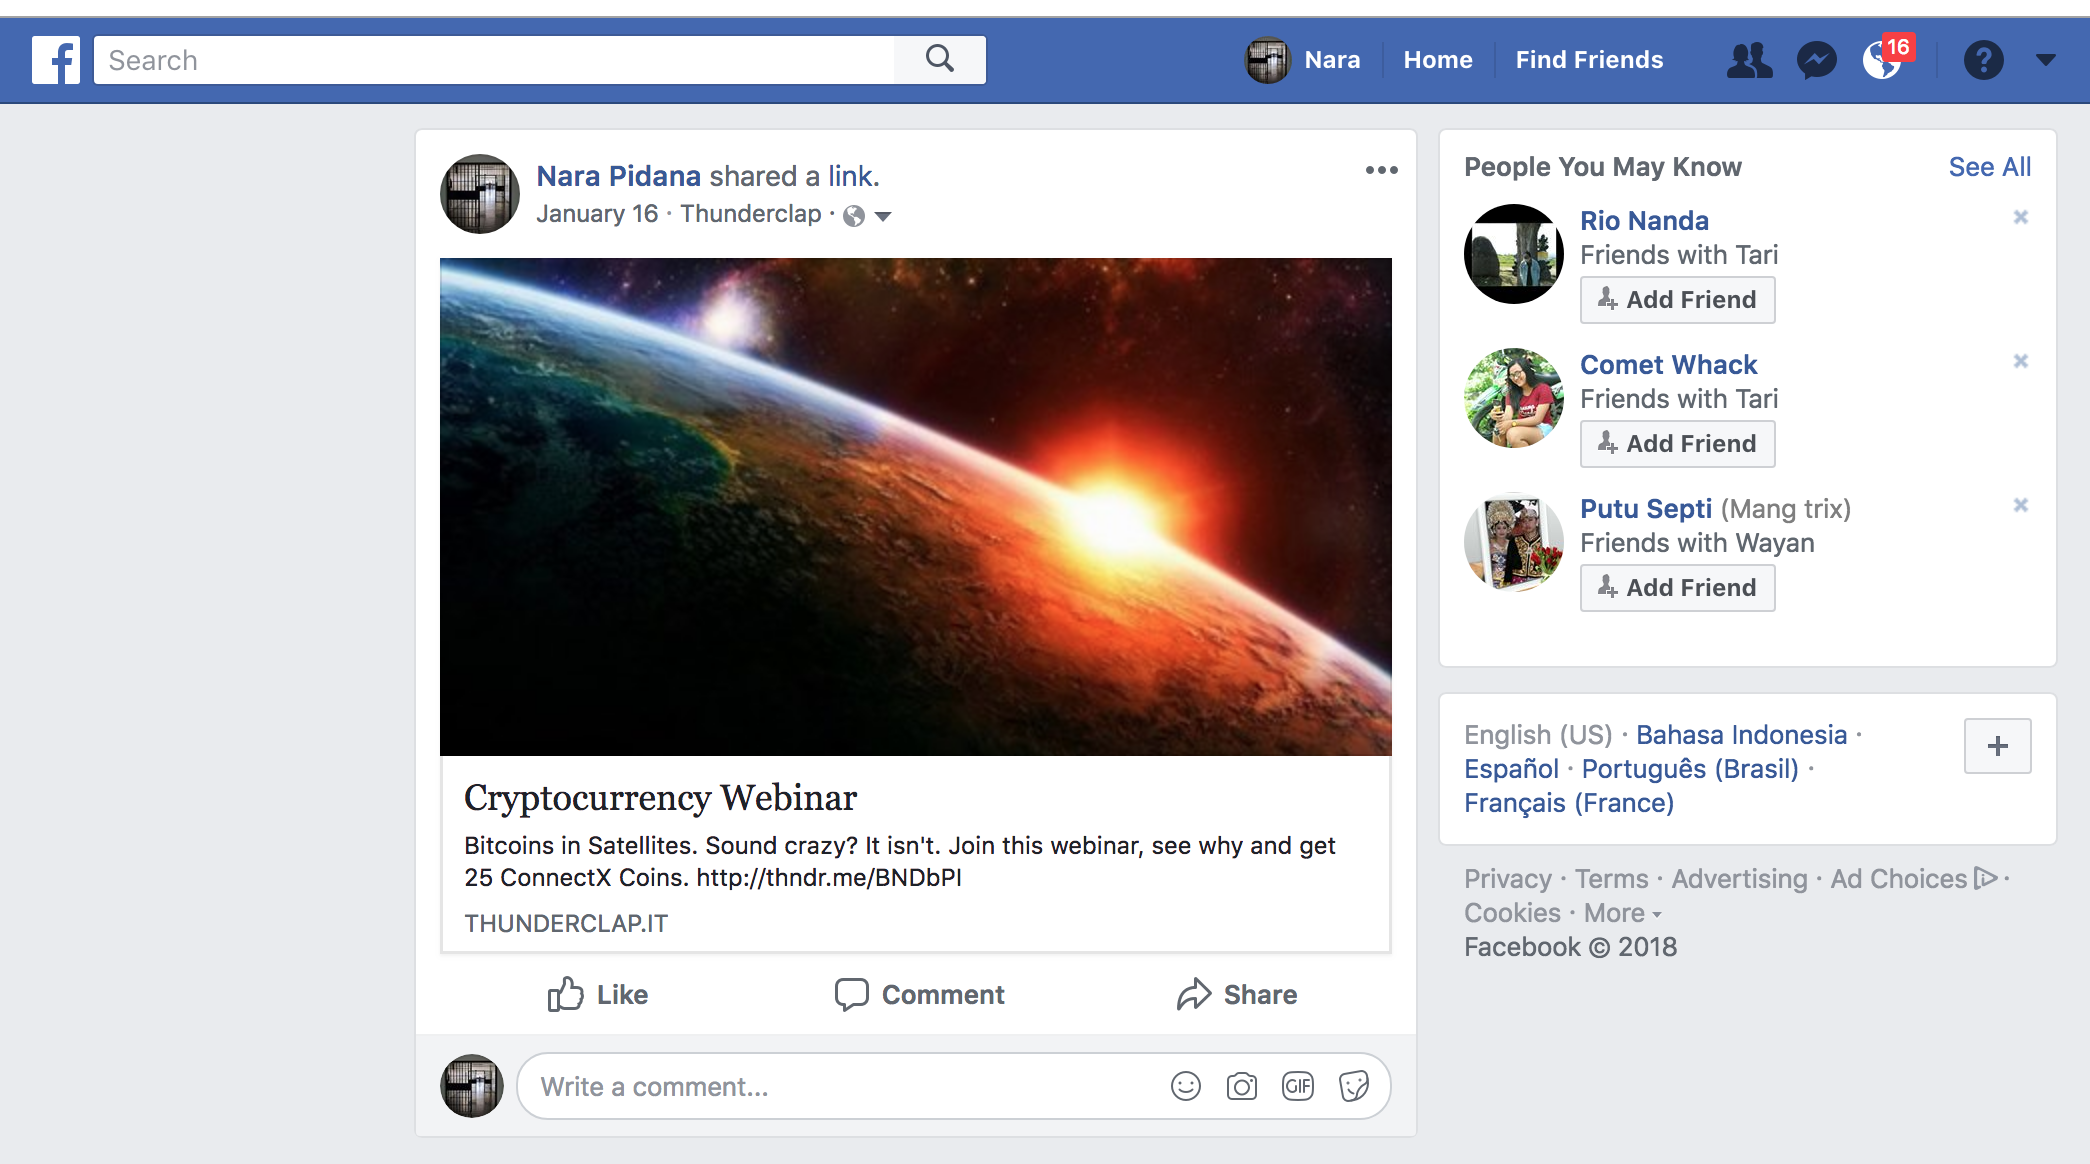 Search
Nara
Home
Find Friends
16
?
Nara Pidana shared a link.
January 16 · Thunderclap ·
Cryptocurrency Webinar
Bitcoins in Satellites. Sound crazy? It isn't. Join this webinar, see why and get
25 ConnectX Coins. http://thndr.me/BNDbPI
THUNDERCLAP.IT
Like
Comment
Share
Write a comment...
GIF
People You May Know
See All
Rio Nanda
Friends with Tari
Add Friend
Comet Whack
Friends with Tari
Add Friend
Putu Septi (Mang trix)
Friends with Wayan
Add Friend
English (US) · Bahasa Indonesia ·
Español · Português (Brasil) ·
Français (France)
Privacy · Terms · Advertising · Ad Choices ·
Cookies · More
Facebook © 2018